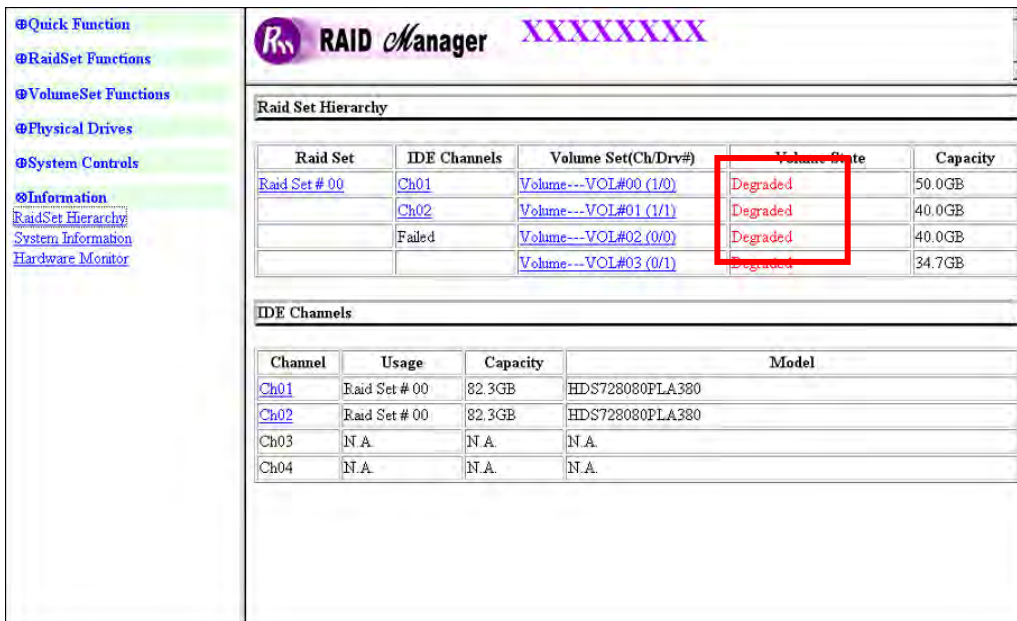 ⊕Quick Function
⊕RaidSet Functions
⊕VolumeSet Functions
⊕Physical Drives
⊕System Controls
⊗Information
RaidSet Hierarchy
System Information
Hardware Monitor
Rm RAID Manager XXXXXXXX
Raid Set Hierarchy
Raid Set IDE Channels Volume Set(Ch/Drv#) Volume State Capacity
Raid Set # 00 Ch01 Volume---VOL#00 (1/0) Degraded 50.0GB
Ch02 Volume---VOL#01 (1/1) Degraded 40.0GB
Failed Volume---VOL#02 (0/0) Degraded 40.0GB
Volume---VOL#03 (0/1) Degraded 34.7GB
IDE Channels
Channel Usage Capacity Model
Ch01 Raid Set # 00 82.3GB HDS728080PLA380
Ch02 Raid Set # 00 82.3GB HDS728080PLA380
Ch03 N.A. N.A. N.A.
Ch04 N.A. N.A. N.A.